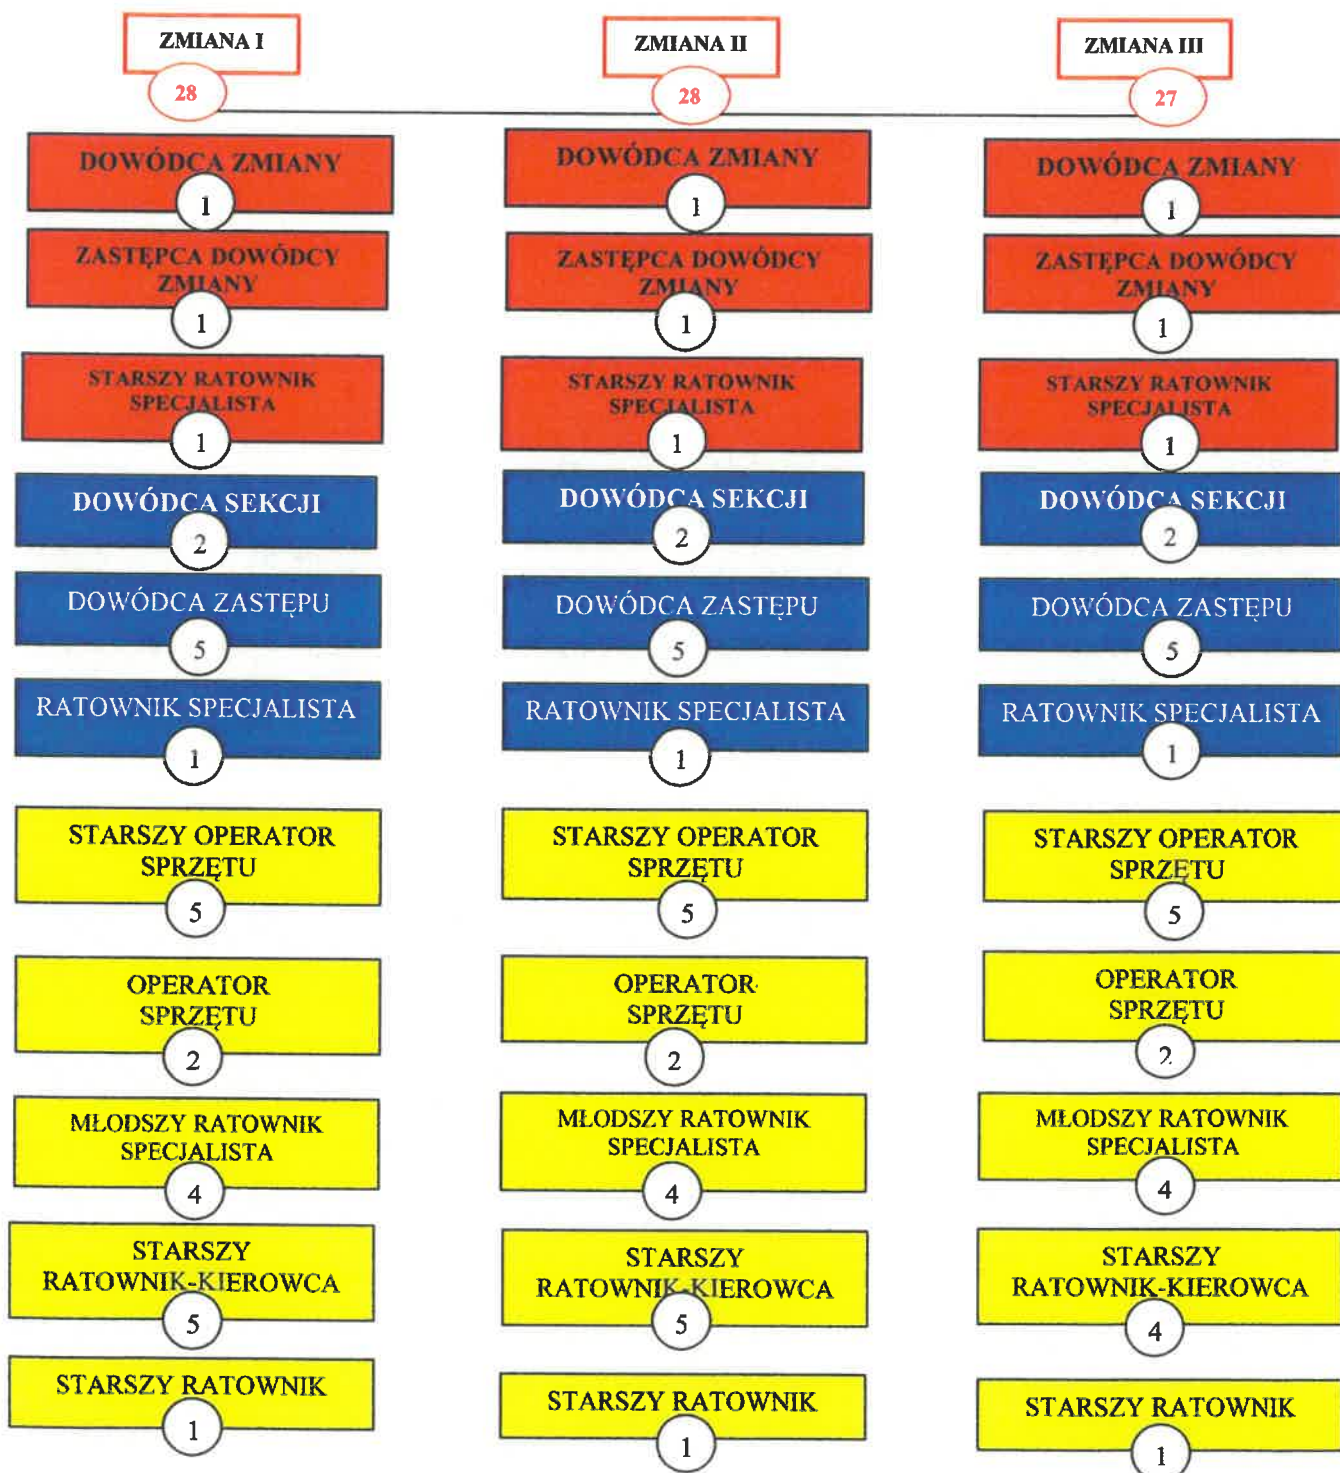 ZMIANA I
28
DOWÓDCA ZMIANY
1
ZASTĘPCA DOWÓDCY
ZMIANY
1
STARSZY RATOWNIK
SPECJALISTA
1
DOWÓDCA SEKCJI
2
DOWÓDCA ZASTĘPU
5
RATOWNIK SPECJALISTA
1
STARSZY OPERATOR
SPRZĘTU
5
OPERATOR
SPRZĘTU
2
MŁODSZY RATOWNIK
SPECJALISTA
4
STARSZY
RATOWNIK-KIEROWCA
5
STARSZY RATOWNIK
1
ZMIANA II
28
DOWÓDCA ZMIANY
1
ZASTĘPCA DOWÓDCY
ZMIANY
1
STARSZY RATOWNIK
SPECJALISTA
1
DOWÓDCA SEKCJI
2
DOWÓDCA ZASTĘPU
5
RATOWNIK SPECJALISTA
1
STARSZY OPERATOR
SPRZĘTU
5
OPERATOR
SPRZĘTU
2
MŁODSZY RATOWNIK
SPECJALISTA
4
STARSZY
RATOWNIK-KIEROWCA
5
STARSZY RATOWNIK
1
ZMIANA III
27
DOWÓDCA ZMIANY
1
ZASTĘPCA DOWÓDCY
ZMIANY
1
STARSZY RATOWNIK
SPECJALISTA
1
DOWÓDCA SEKCJI
2
DOWÓDCA ZASTĘPU
5
RATOWNIK SPECJALISTA
1
STARSZY OPERATOR
SPRZĘTU
5
OPERATOR
SPRZĘTU
2
MŁODSZY RATOWNIK
SPECJALISTA
4
STARSZY
RATOWNIK-KIEROWCA
4
STARSZY RATOWNIK
1